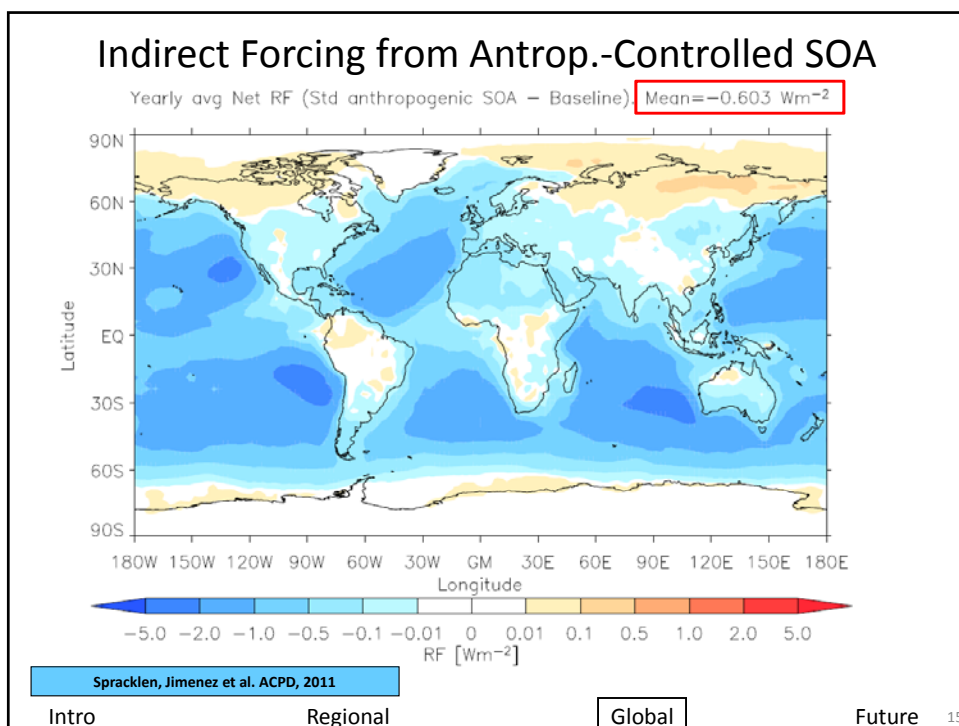 Indirect Forcing from Antrop.-Controlled SOA
Yearly avg Net RF (Std anthropogenic SOA − Baseline). Mean=−0.603 Wm−2
90N
60N
30N
EQ
30S
60S
90S
Latitude
180W 150W 120W 90W 60W 30W GM 30E 60E 90E 120E 150E 180E
Longitude
−5.0 −2.0 −1.0 −0.5 −0.1 −0.01 0 0.01 0.1 0.5 1.0 2.0 5.0
RF [Wm−2]
Spracklen, Jimenez et al. ACPD, 2011
Intro Regional Global Future 15